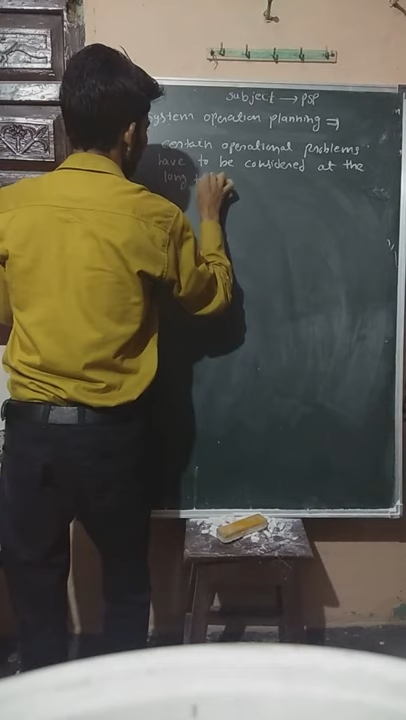 subject → PSP
system operation planning ⇒
certain operational problems
have to be considered at the
long